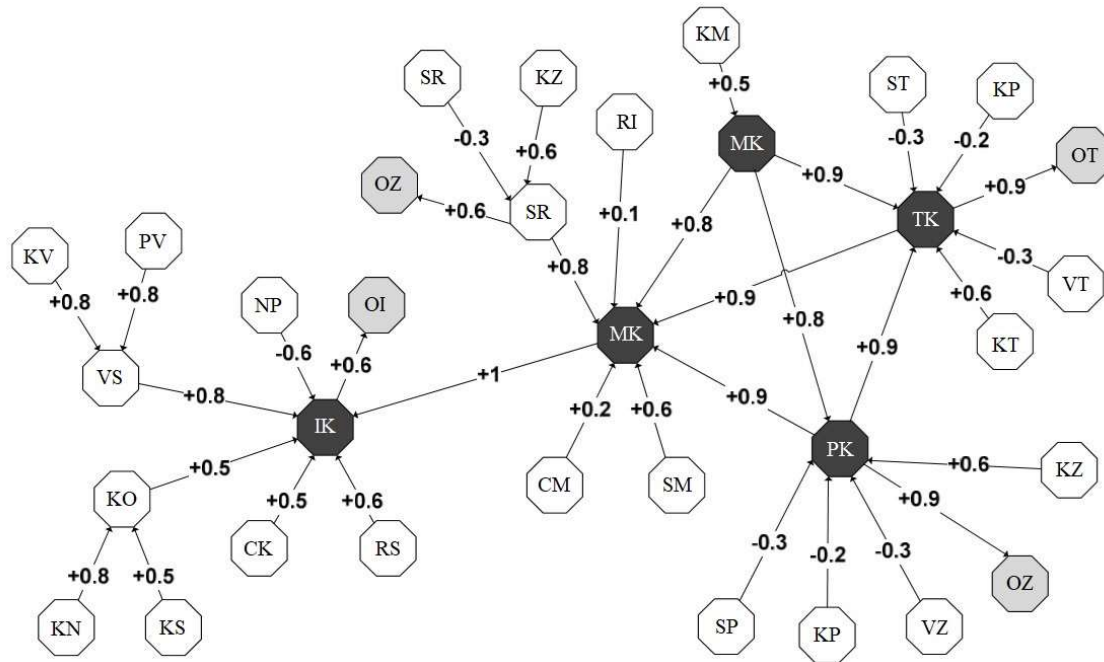 KM
SR
KZ
ST
KP
+0.5
RI
-0.3
-0.2
-0.3
MK
OT
+0.6
OZ
+0.9
+0.9
+0.6
SR
+0.1
TK
PV
+0.8
KV
+0.8
-0.3
+0.8
+0.8
NP
OI
+0.9
+0.6
VT
MK
+0.8
KT
-0.6
+0.6
+0.9
VS
+1
+0.8
+0.9
+0.2
+0.6
IK
PK
+0.5
+0.6
KZ
CM
SM
KO
+0.5
+0.6
+0.9
CK
RS
-0.3
-0.2
-0.3
+0.8
+0.5
OZ
KN
KS
SP
KP
VZ